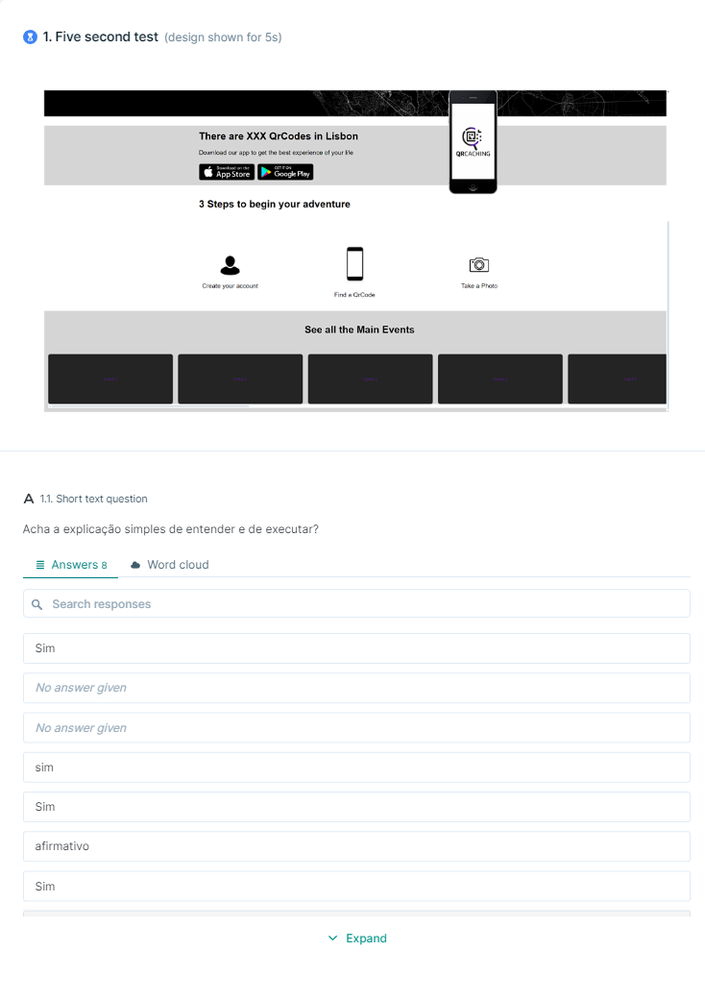 1. Five second test (design shown for 5s)
There are XXX QrCodes in Lisbon
Download our app to get the best experience of your life
Download on the
App Store
GET IT ON
Google Play
QRCACHING
3 Steps to begin your adventure
Create your account
Find a QrCode
Take a Photo
See all the Main Events
A 1.1. Short text question
Acha a explicação simples de entender e de executar?
Answers 8
Word cloud
Search responses
Sim
No answer given
No answer given
sim
Sim
afirmativo
Sim
Expand